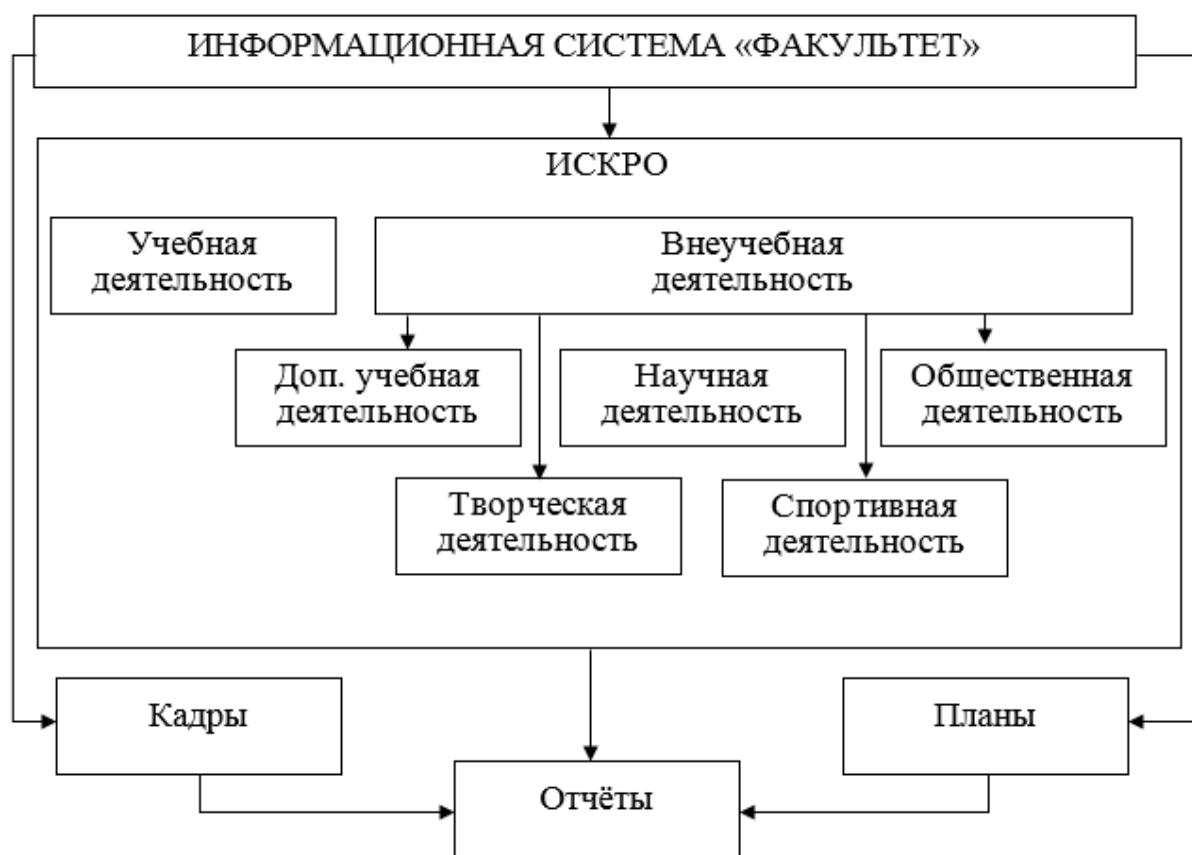 ИНФОРМАЦИОННАЯ СИСТЕМА «ФАКУЛЬТЕТ»
ИСКРО
Учебная
деятельность
Внеучебная
деятельность
Доп. учебная
деятельность
Научная
деятельность
Общественная
деятельность
Творческая
деятельность
Спортивная
деятельность
Кадры
Планы
Отчёты